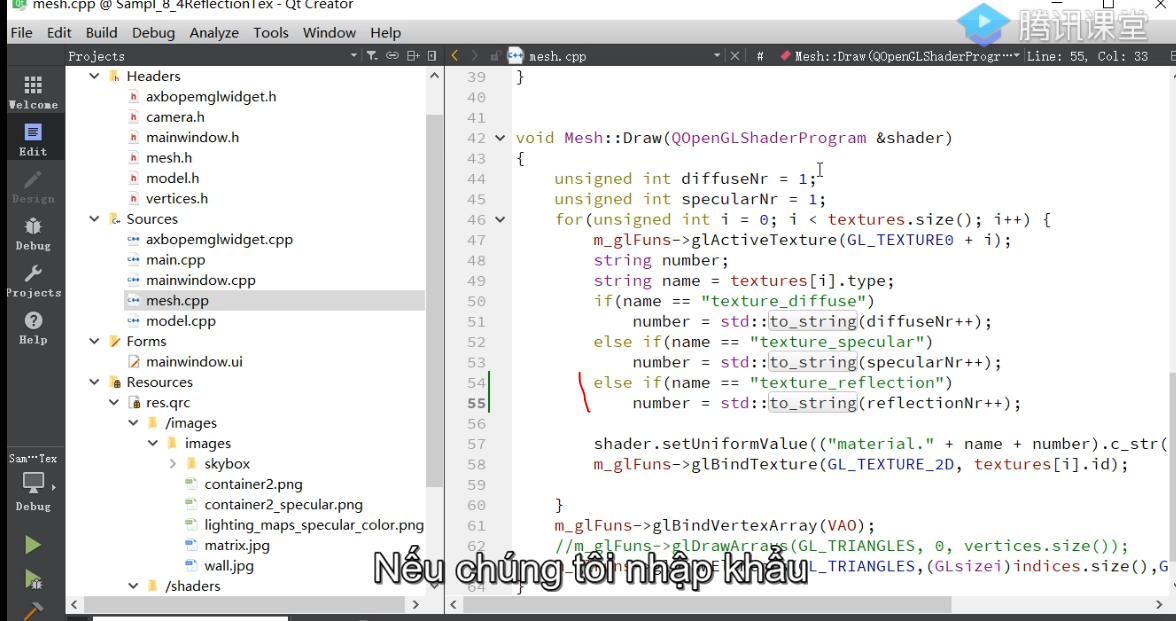 mesh.cpp @ Sampl_8_4ReflectionTex - Qt Creator
腾讯课堂
File Edit Build Debug Analyze Tools Window Help
Projects
mesh.cpp
#
Mesh::Draw(QOpenGLShaderProgr⋯
Line: 55, Col: 33
Welcome
Edit
Design
Debug
Projects
Help
Sam⋯Tex
Debug
Headers
axbopemglwidget.h
camera.h
mainwindow.h
mesh.h
model.h
vertices.h
Sources
axbopemglwidget.cpp
main.cpp
mainwindow.cpp
mesh.cpp
model.cpp
Forms
mainwindow.ui
Resources
res.qrc
/images
images
skybox
container2.png
container2_specular.png
lighting_maps_specular_color.png
matrix.jpg
wall.jpg
/shaders
39 }
40
41
42 void Mesh::Draw(QOpenGLShaderProgram &shader)
43 {
44 unsigned int diffuseNr = 1;
45 unsigned int specularNr = 1;
46 for(unsigned int i = 0; i < textures.size(); i++) {
47 m_glFuns->glActiveTexture(GL_TEXTURE0 + i);
48 string number;
49 string name = textures[i].type;
50 if(name == "texture_diffuse")
51 number = std::to_string(diffuseNr++);
52 else if(name == "texture_specular")
53 number = std::to_string(specularNr++);
54 else if(name == "texture_reflection")
55 number = std::to_string(reflectionNr++);
56
57 shader.setUniformValue(("material." + name + number).c_str(
58 m_glFuns->glBindTexture(GL_TEXTURE_2D, textures[i].id);
59
60 }
61 m_glFuns->glBindVertexArray(VAO);
62 //m_glFuns->glDrawArrays(GL_TRIANGLES, 0, vertices.size());
L_TRIANGLES,(GLsizei)indices.size(),G
64 }
Nếu chúng tôi nhập khẩu